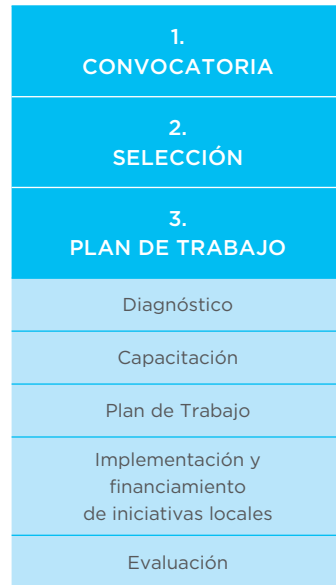 1.
CONVOCATORIA
2.
SELECCIÓN
3.
PLAN DE TRABAJO
Diagnóstico
Capacitación
Plan de Trabajo
Implementación y
financiamiento
de iniciativas locales
Evaluación